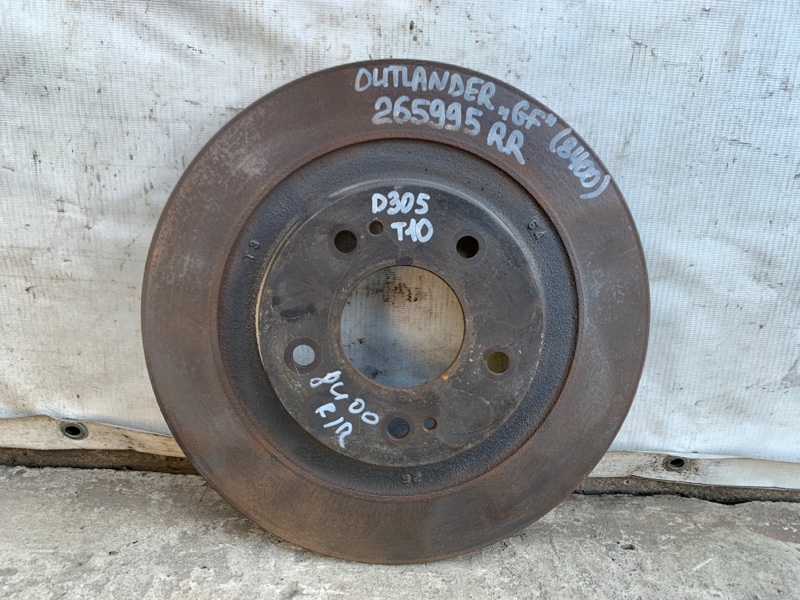 OUTLANDER "GF" (8400)
265995 RR
D305
T10
8400
R/R